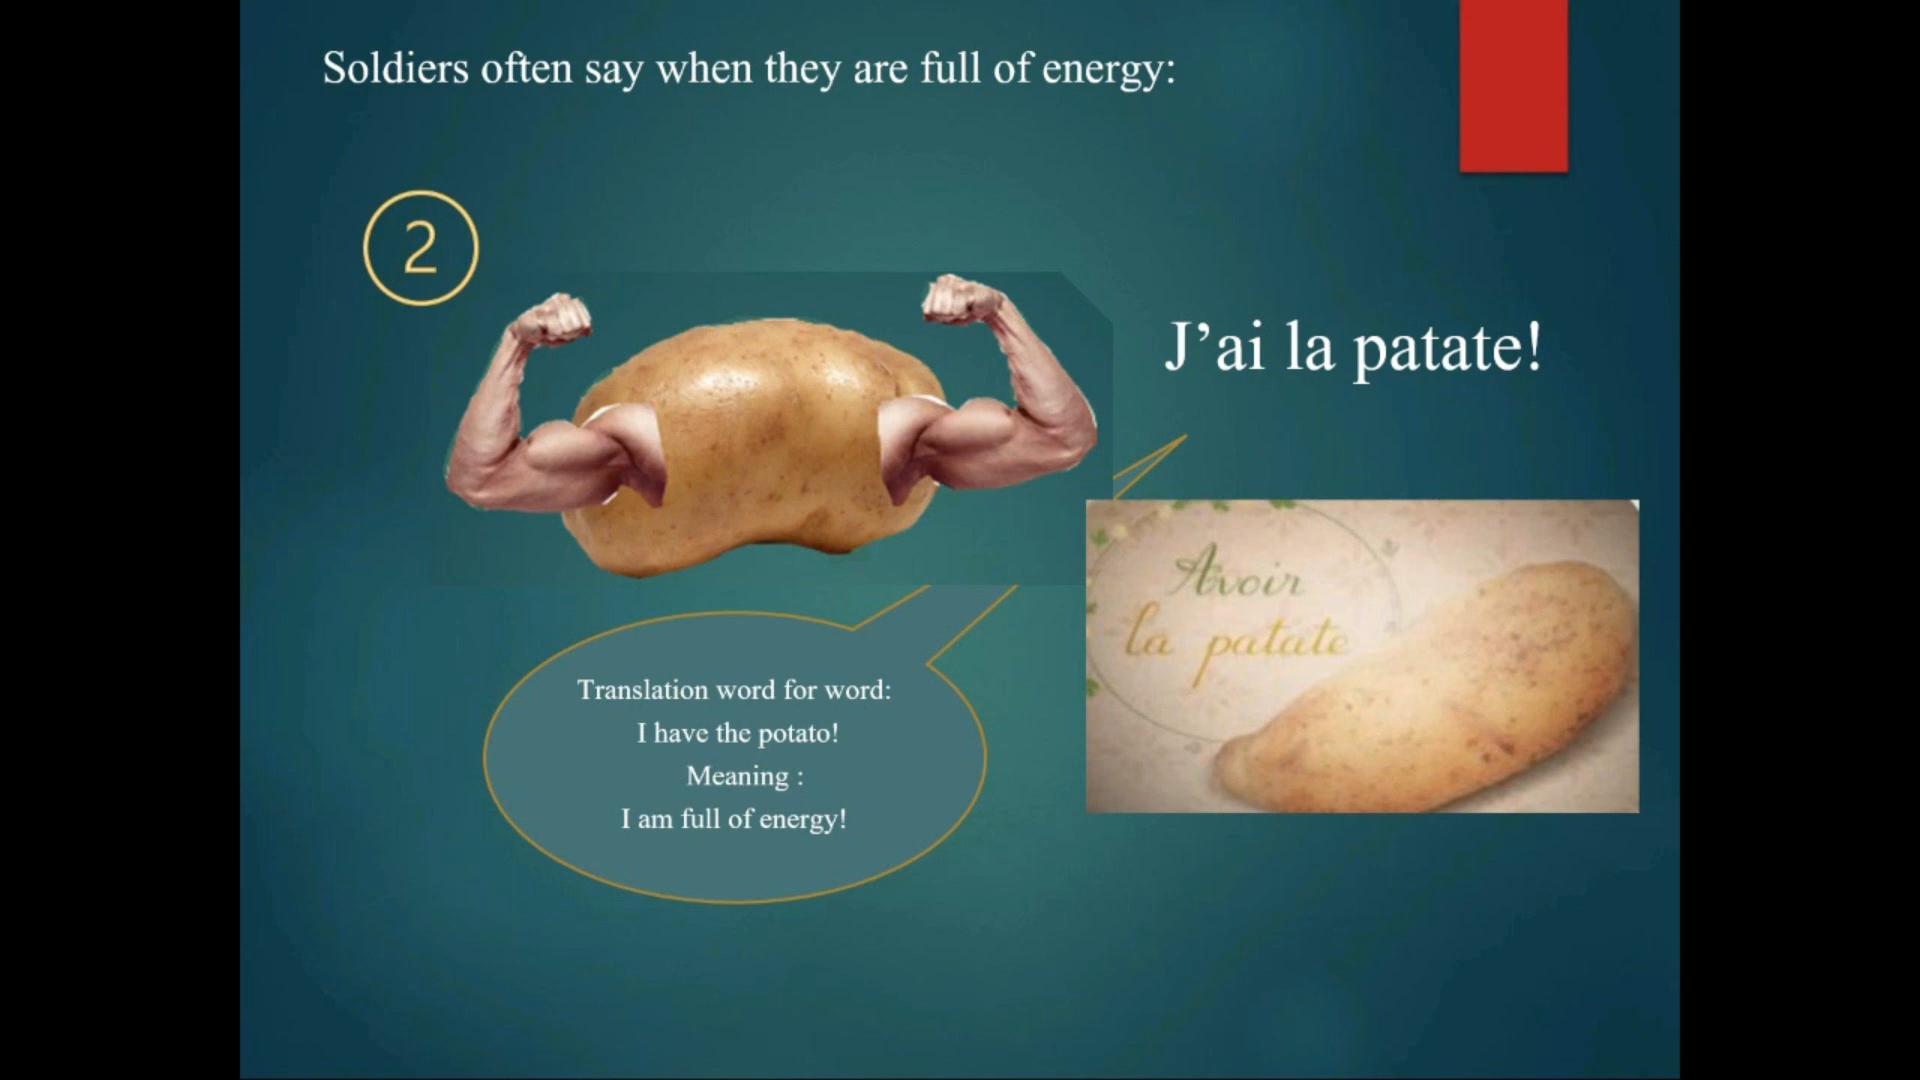 Soldiers often say when they are full of energy:
2
J’ai la patate!
Avoir
la patate
Translation word for word:
I have the potato!
Meaning :
I am full of energy!